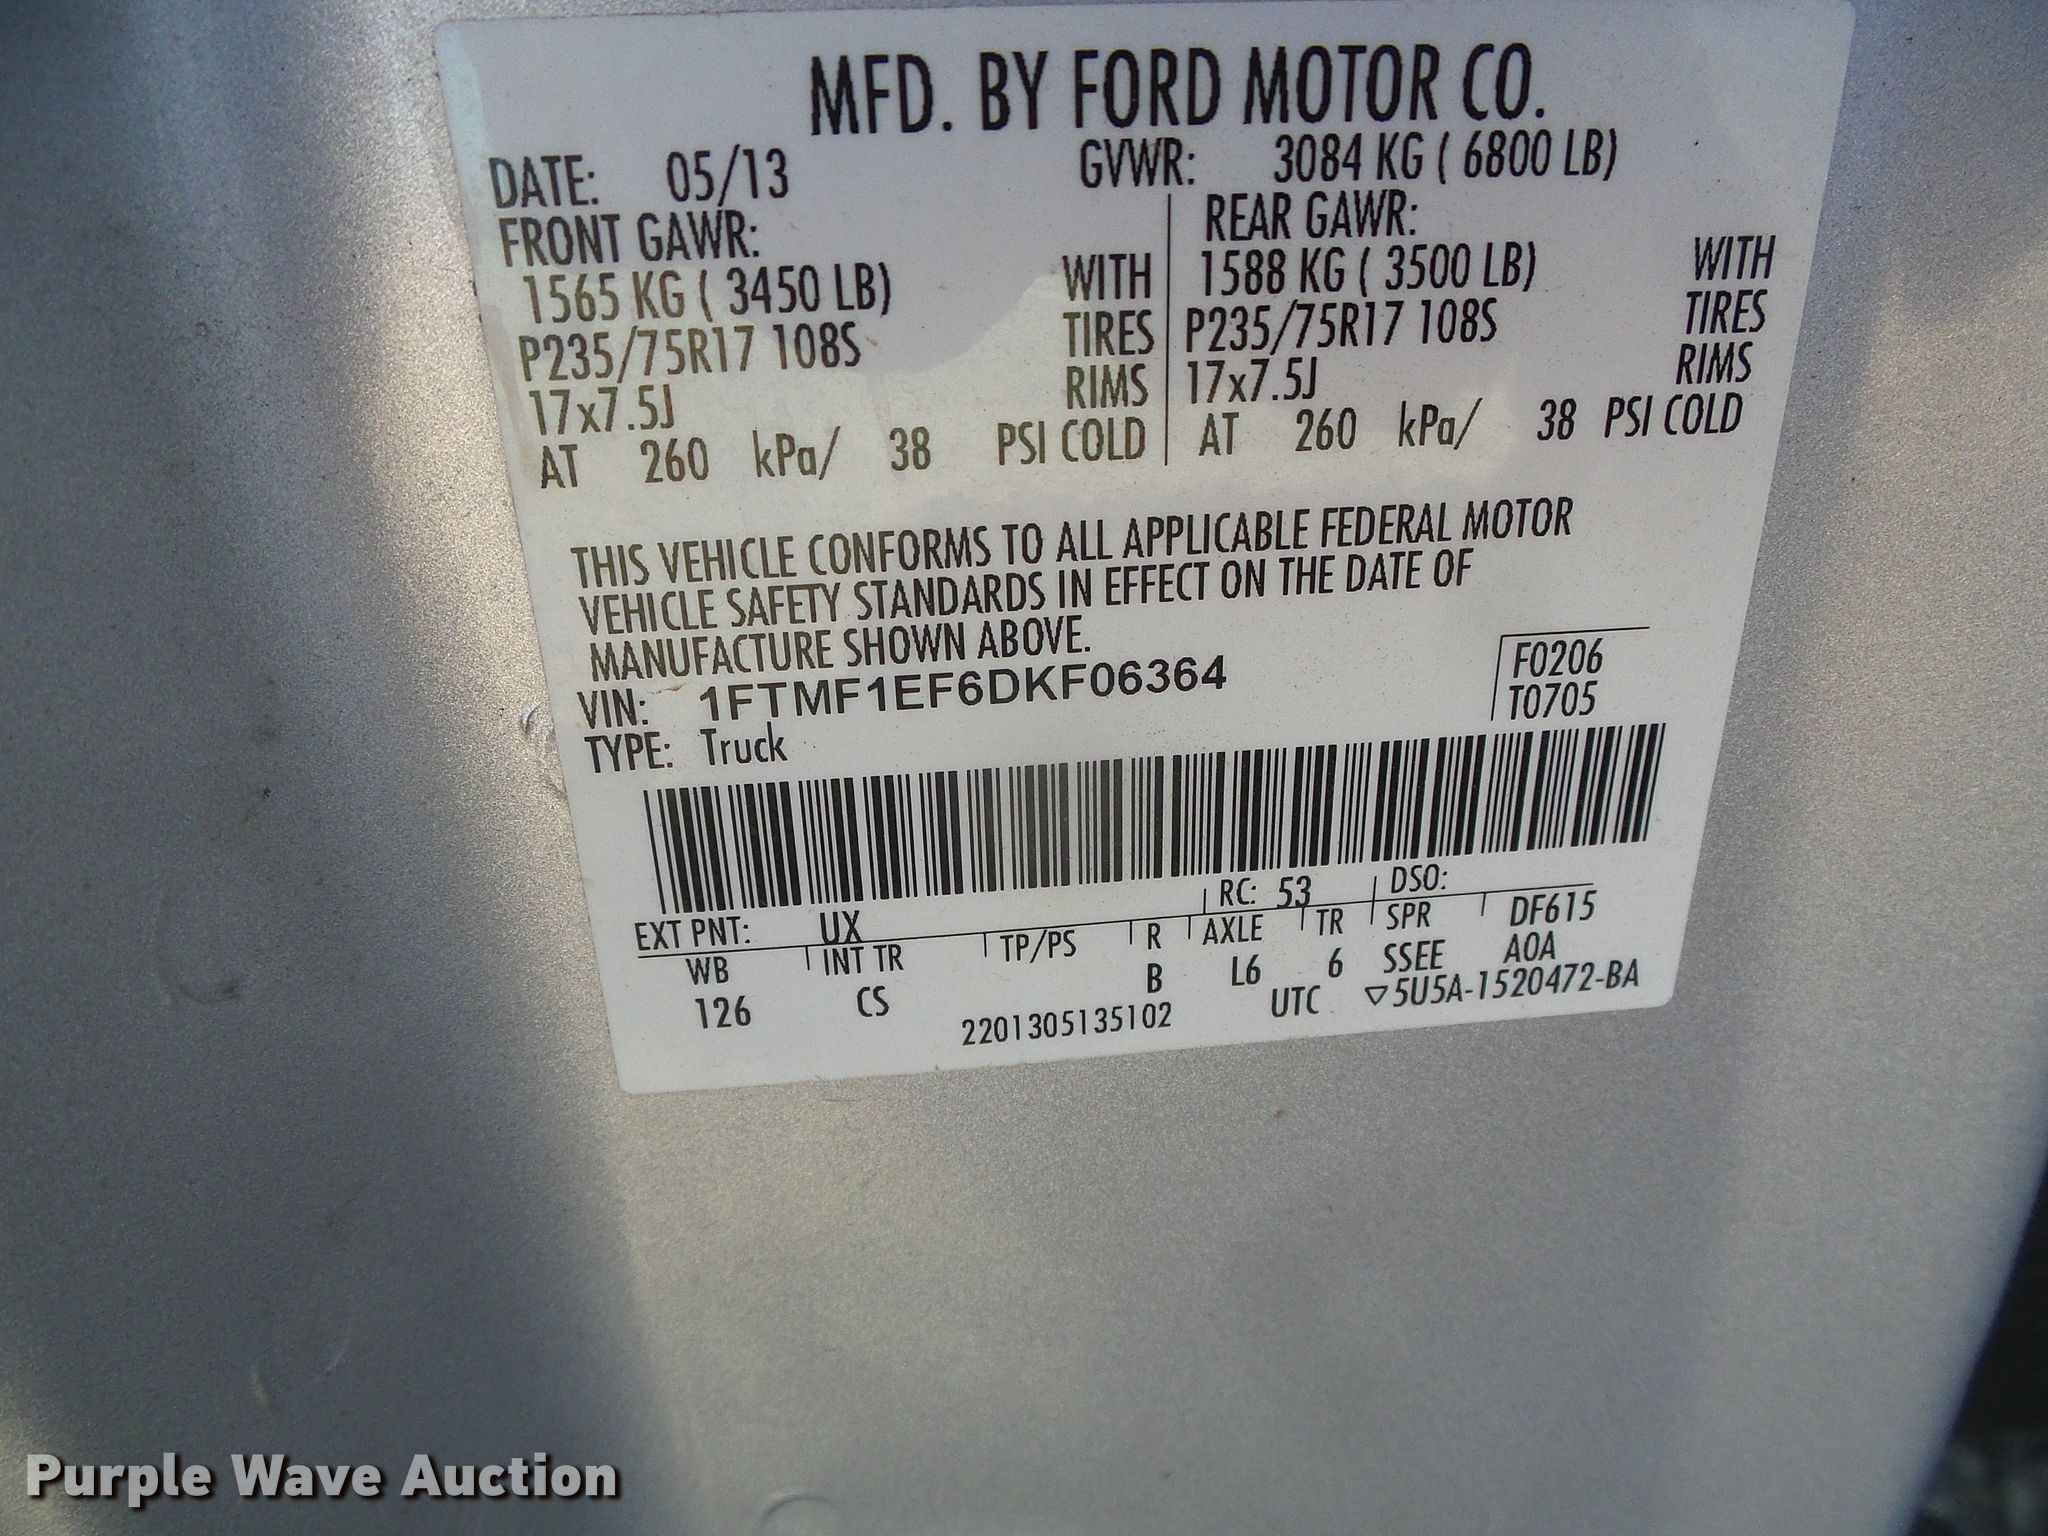 MFD. BY FORD MOTOR CO.
DATE: 05/13 GVWR: 3084 KG ( 6800 LB)
FRONT GAWR: REAR GAWR:
1565 KG ( 3450 LB) WITH 1588 KG ( 3500 LB) WITH
P235/75R17 108S TIRES P235/75R17 108S TIRES
17x7.5J RIMS 17x7.5J RIMS
AT 260 kPa/ 38 PSI COLD AT 260 kPa/ 38 PSI COLD
THIS VEHICLE CONFORMS TO ALL APPLICABLE FEDERAL MOTOR
VEHICLE SAFETY STANDARDS IN EFFECT ON THE DATE OF
MANUFACTURE SHOWN ABOVE.
VIN: 1FTMF1EF6DKF06364 F0206
TYPE: Truck T0705
EXT PNT: UX RC: 53 DSO:
WB INT TR TP/PS R AXLE TR SPR DF615
126 CS B L6 6 SSEE A0A
2201305135102 UTC ▽5U5A-1520472-BA
Purple Wave Auction